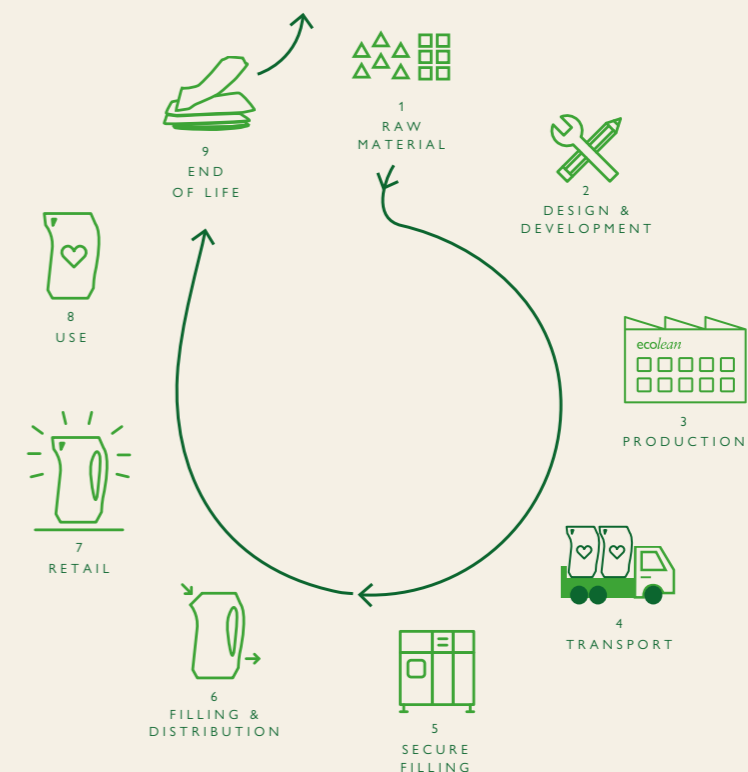 1
RAW
MATERIAL
2
DESIGN &
DEVELOPMENT
ecolean
3
PRODUCTION
4
TRANSPORT
5
SECURE
FILLING
6
FILLING &
DISTRIBUTION
7
RETAIL
8
USE
9
END
OF LIFE